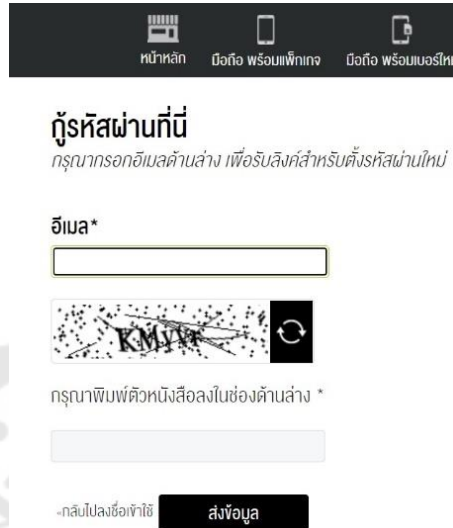 หน้าหลัก
มือถือ พร้อมแพ็กเกจ
มือถือ พร้อมเบอร์ให
กู้รหัสผ่านที่นี่
กรุณากรอกอีเมลด้านล่าง เพื่อรับลิงค์สำหรับตั้งรหัสผ่านใหม่
อีเมล*
กรุณาพิมพ์ตัวหนังสือลงในช่องด้านล่าง *
-กลับไปลงชื่อเข้าใช้
ส่งข้อมูล